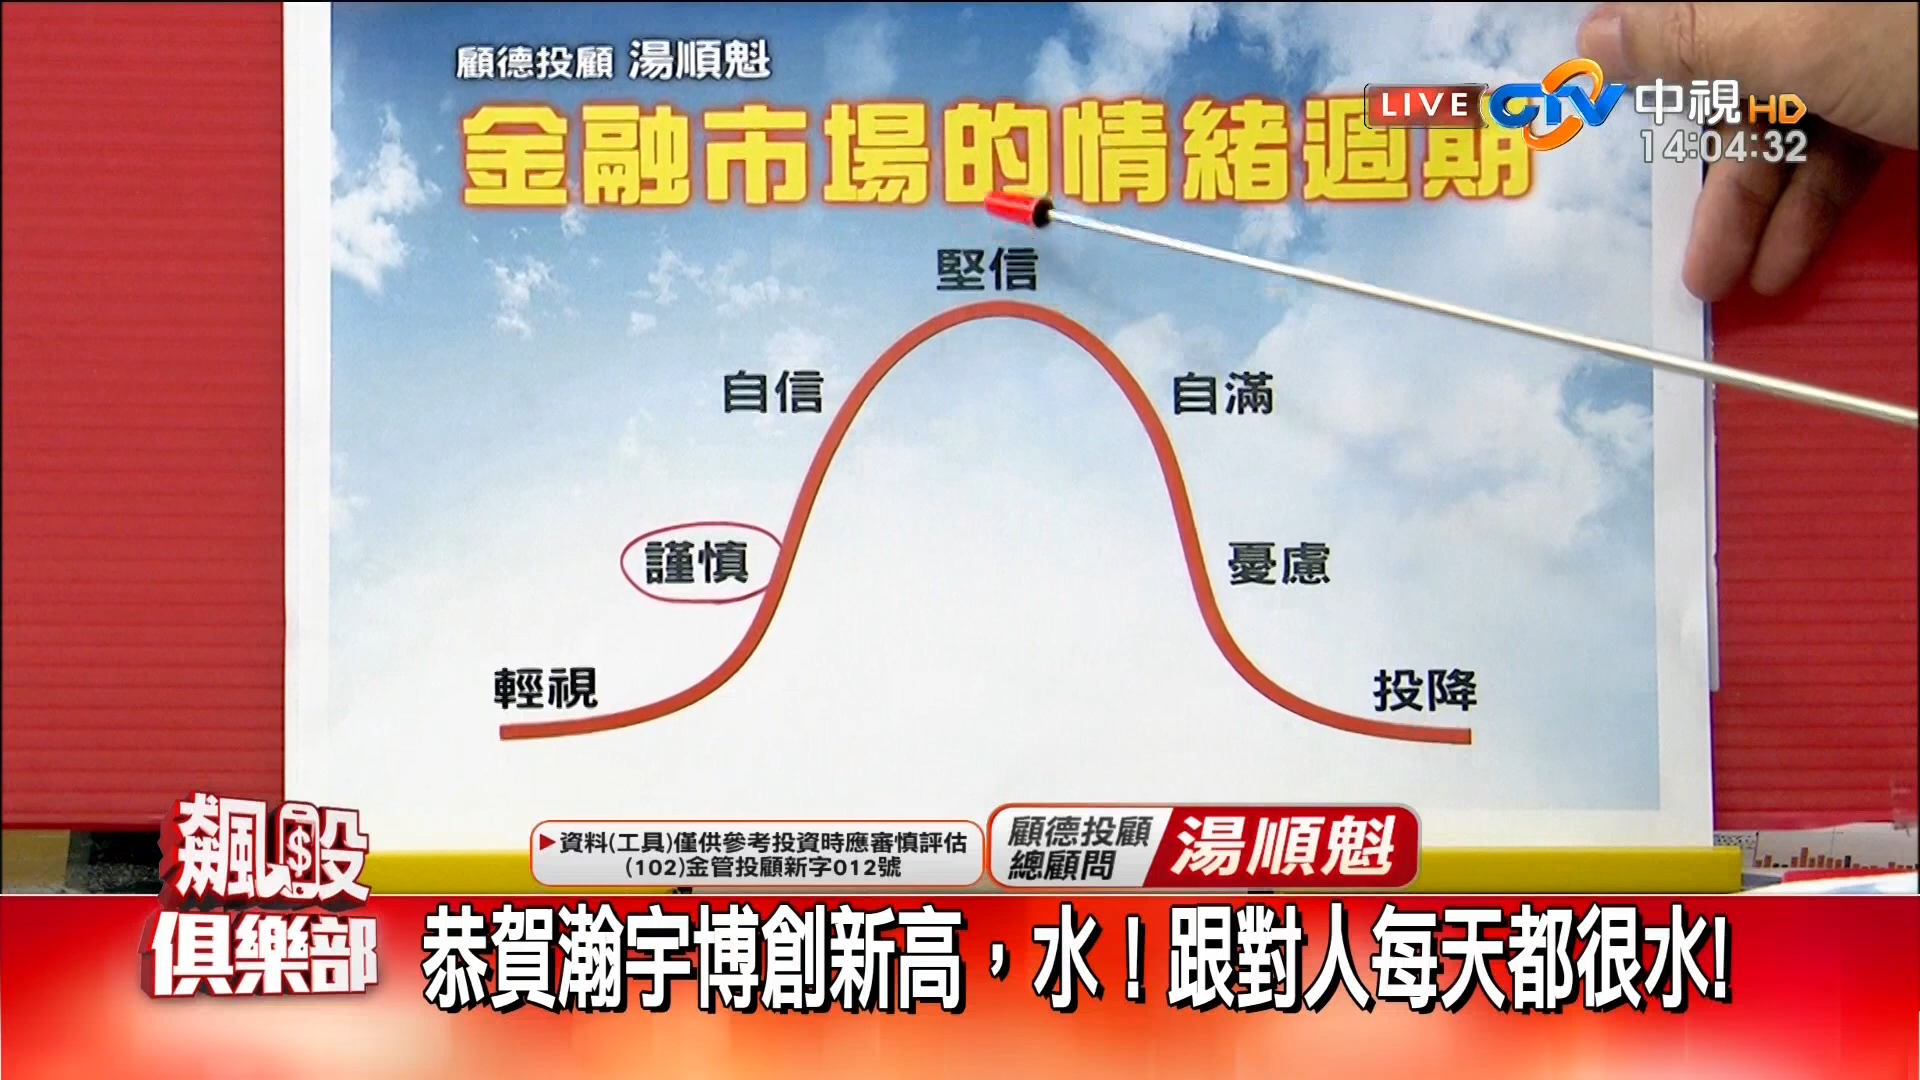 顧德投顧 湯順魁
金融市場的情緒週期
LIVE CTV 中視HD
14:04:32
堅信
自信
自滿
謹慎
憂慮
輕視
投降
飆股俱樂部
資料(工具)僅供參考投資時應審慎評估
(102)金管投顧新字012號
顧德投顧
總顧問
湯順魁
恭賀瀚宇博創新高，水！跟對人每天都很水!